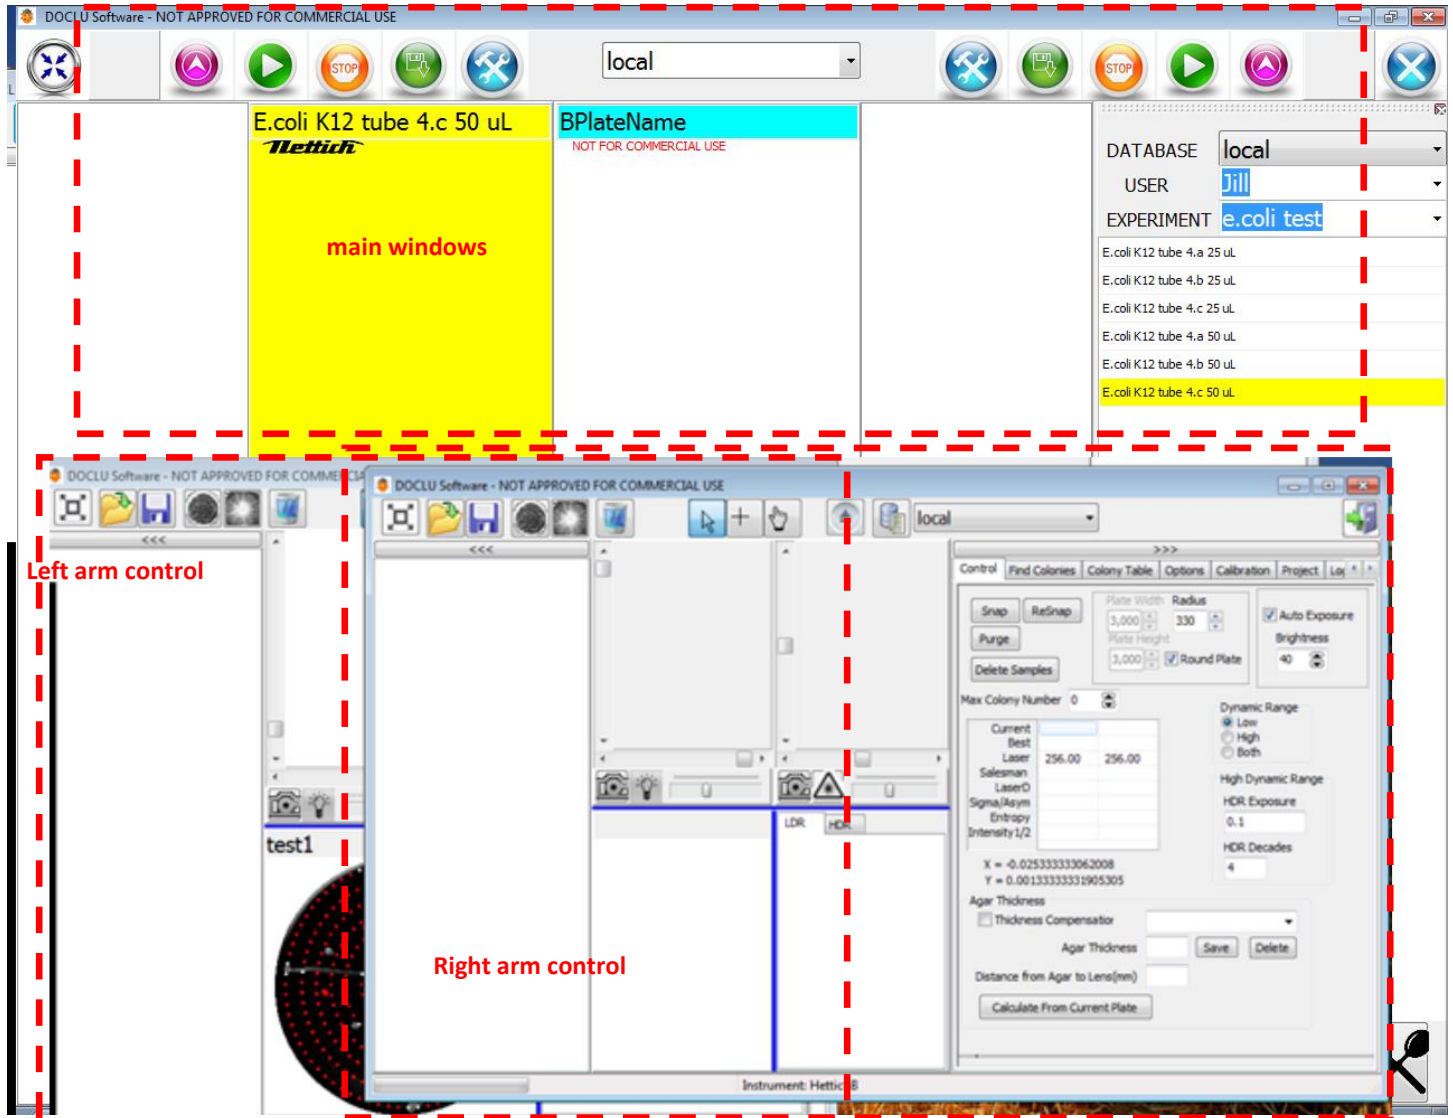 DOCLU Software - NOT APPROVED FOR COMMERCIAL USE
STOP
local
STOP
E.coli K12 tube 4.c 50 uL
Hettich
BPlateName
NOT FOR COMMERCIAL USE
main windows
DATABASE local
USER Jill
EXPERIMENT e.coli test
E.coli K12 tube 4.a 25 uL
E.coli K12 tube 4.b 25 uL
E.coli K12 tube 4.c 25 uL
E.coli K12 tube 4.a 50 uL
E.coli K12 tube 4.b 50 uL
E.coli K12 tube 4.c 50 uL
DOCLU Software - NOT APPROVED FOR COMMERCIA
<<<
Left arm control
test1
DOCLU Software - NOT APPROVED FOR COMMERCIAL USE
local
<<<
>>>
Control Find Colonies Colony Table Options Calibration Project
Snap ReSnap
Purge
Delete Samples
Plate Width Radius
3,000 330
Plate Height
3,000 Round Plate
Auto Exposure
Brightness
40
Max Colony Number 0
Current
Best
Laser 256.00 256.00
Salesman
LaserD
Sigma/Asym
Entropy
Intensity1/2
Dynamic Range
Low
High
Both
High Dynamic Range
HDR Exposure
0.1
HDR Decades
4
LDR HDR
X = -0.025333333062008
Y = 0.00133333331905305
Agar Thickness
Thickness Compensatior
Agar Thickness Save Delete
Distance from Agar to Lens(mm)
Calculate From Current Plate
Right arm control
Instrument: Hettich B